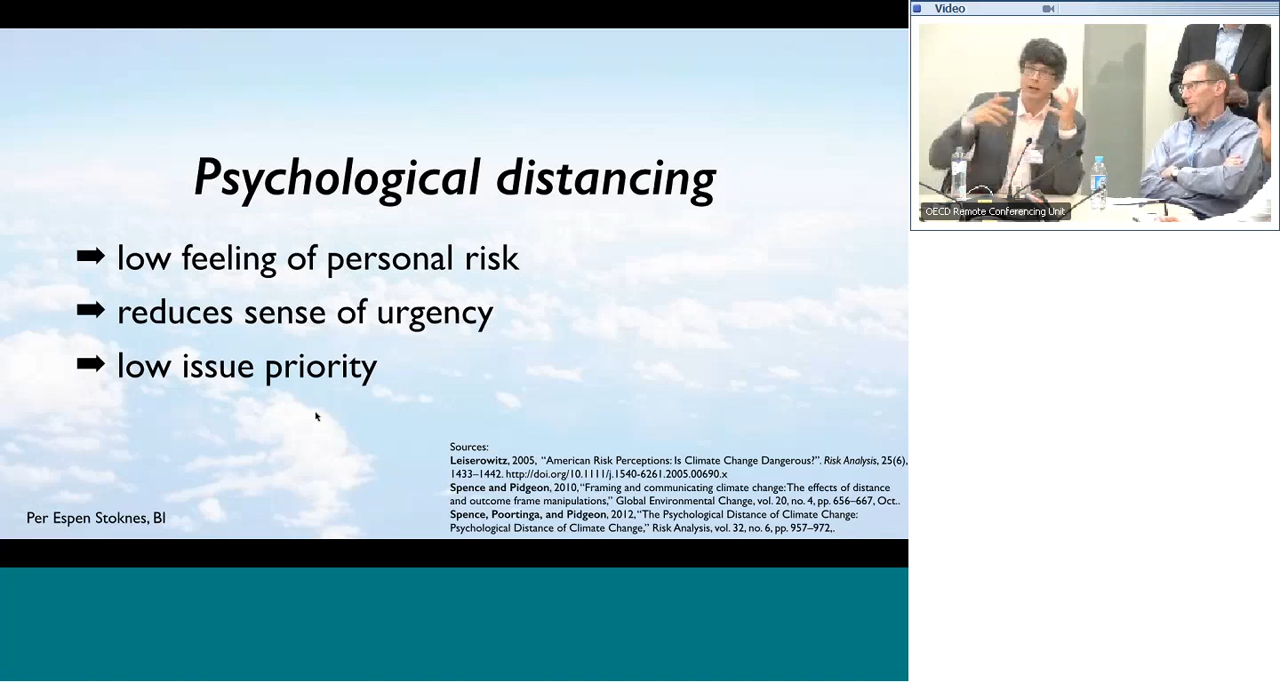 Psychological distancing
➡ low feeling of personal risk
➡ reduces sense of urgency
➡ low issue priority
Sources:
Leiserowitz, 2005, “American Risk Perceptions: Is Climate Change Dangerous?”. Risk Analysis, 25(6),
1433–1442. http://doi.org/10.1111/j.1540-6261.2005.00690.x
Spence and Pidgeon, 2010, “Framing and communicating climate change: The effects of distance
and outcome frame manipulations,” Global Environmental Change, vol. 20, no. 4, pp. 656–667, Oct..
Spence, Poortinga, and Pidgeon, 2012, “The Psychological Distance of Climate Change:
Psychological Distance of Climate Change,” Risk Analysis, vol. 32, no. 6, pp. 957–972,.
Per Espen Stoknes, BI
Video
OECD Remote Conferencing Unit